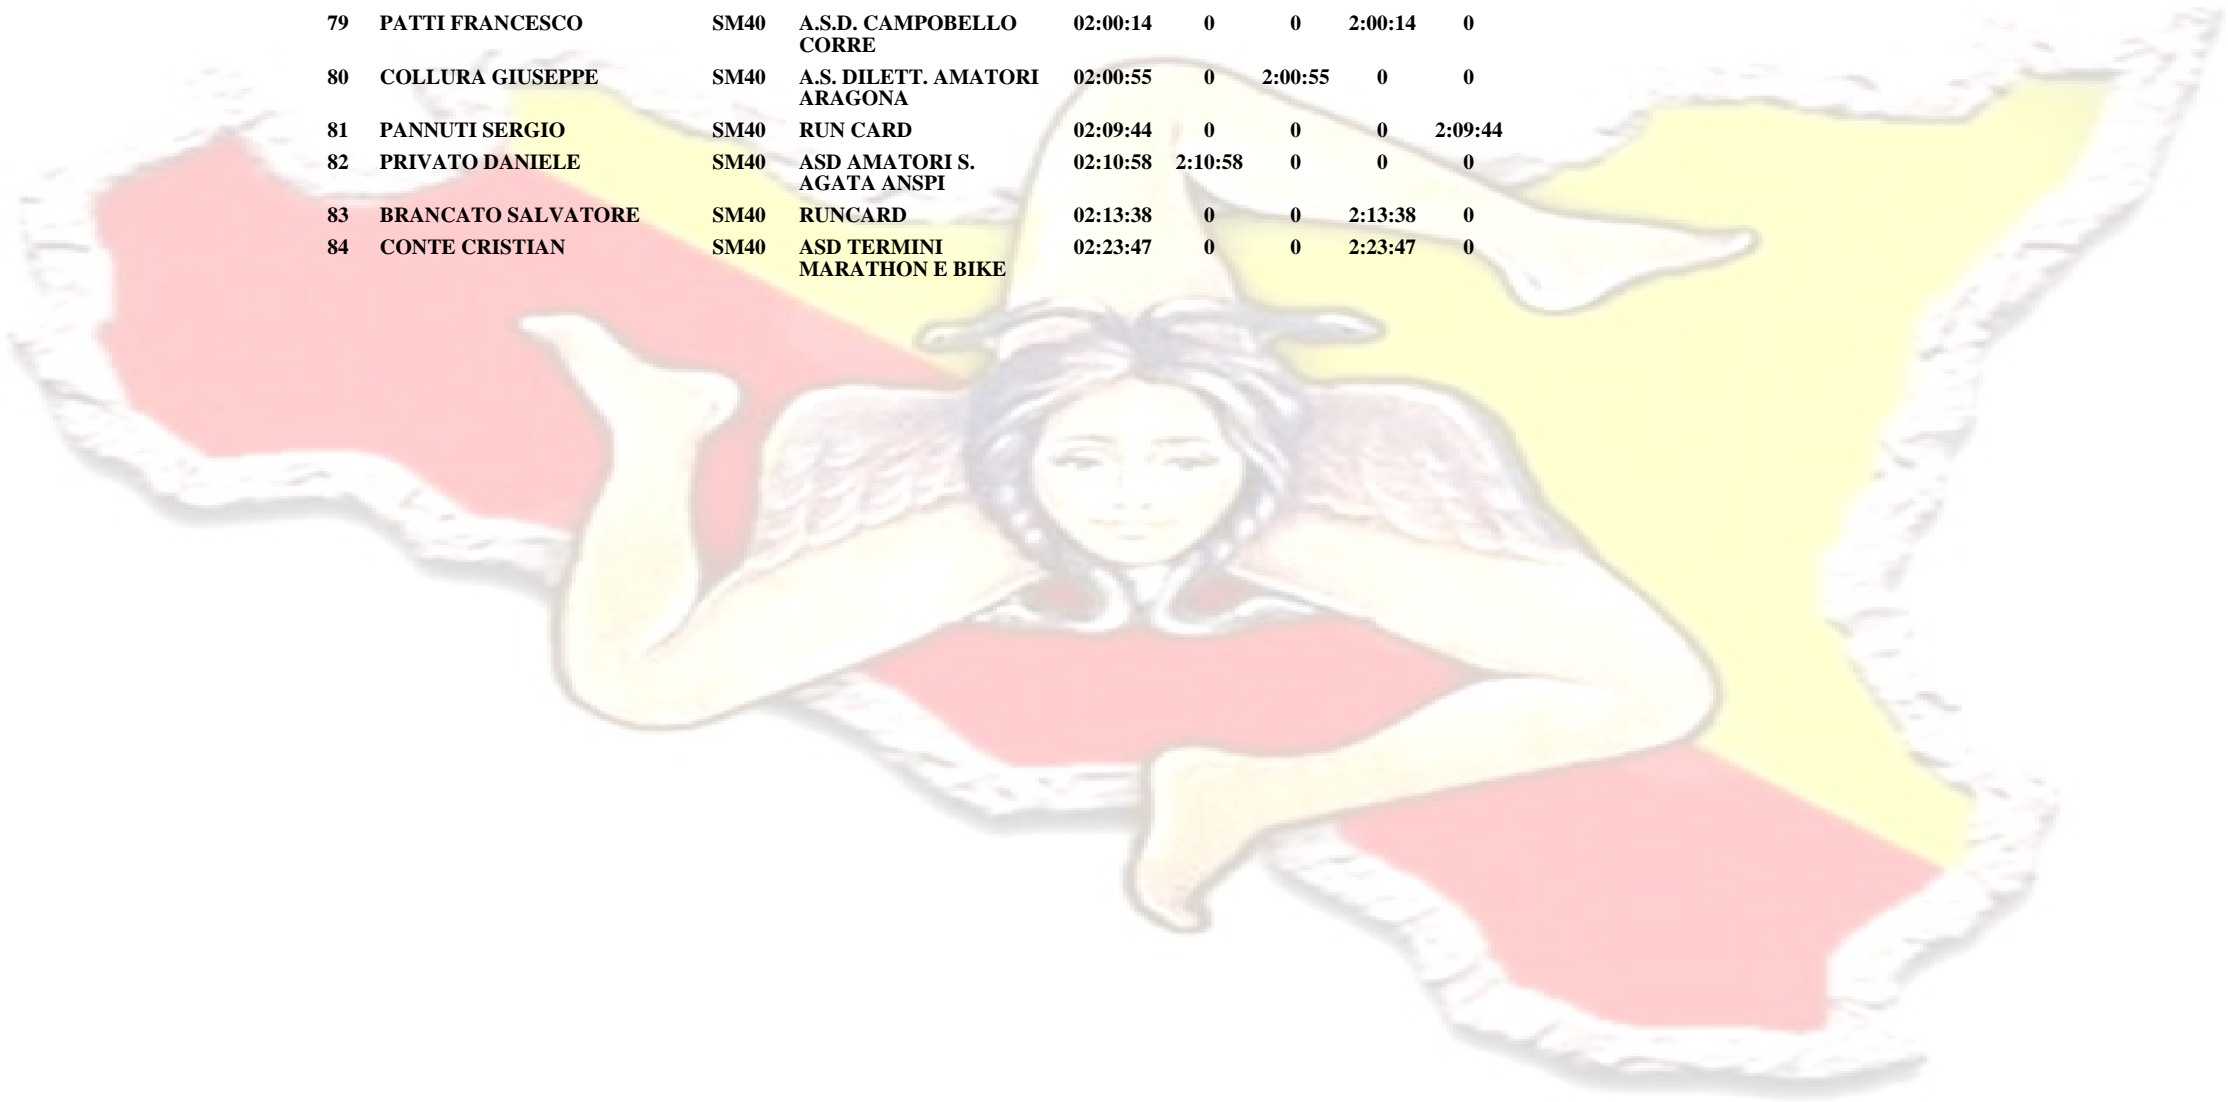 79 PATTI FRANCESCO SM40 A.S.D. CAMPOBELLO 02:00:14 0 0 2:00:14 0
CORRE
80 COLLURA GIUSEPPE SM40 A.S. DILETT. AMATORI 02:00:55 0 2:00:55 0 0
ARAGONA
81 PANNUTI SERGIO SM40 RUN CARD 02:09:44 0 0 0 2:09:44
82 PRIVATO DANIELE SM40 ASD AMATORI S. 02:10:58 2:10:58 0 0 0
AGATA ANSPI
83 BRANCATO SALVATORE SM40 RUNCARD 02:13:38 0 0 2:13:38 0
84 CONTE CRISTIAN SM40 ASD TERMINI 02:23:47 0 0 2:23:47 0
MARATHON E BIKE